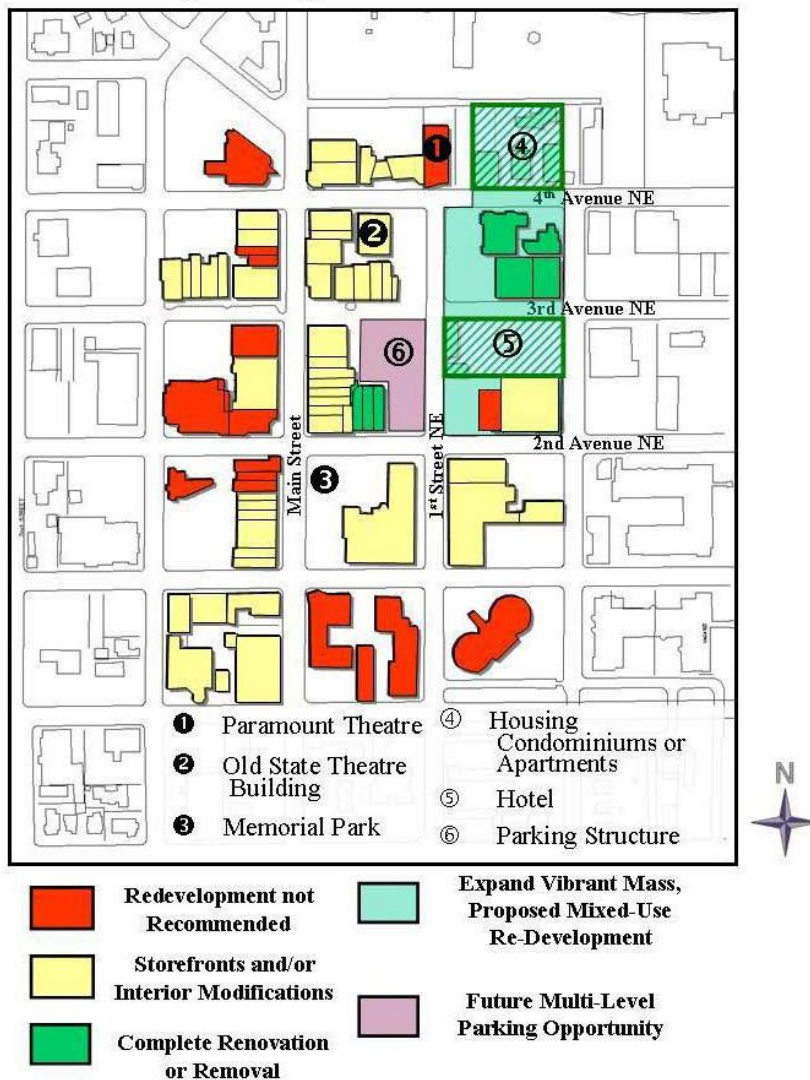 ❶
④
4th Avenue NE
❷
3rd Avenue NE
⑥
⑤
Main Street
1st Street NE
2nd Avenue NE
❸
❶ Paramount Theatre
❷ Old State Theatre
Building
❸ Memorial Park
④ Housing
Condominiums or
Apartments
⑤ Hotel
⑥ Parking Structure
N
Redevelopment not
Recommended
Storefronts and/or
Interior Modifications
Complete Renovation
or Removal
Expand Vibrant Mass,
Proposed Mixed-Use
Re-Development
Future Multi-Level
Parking Opportunity